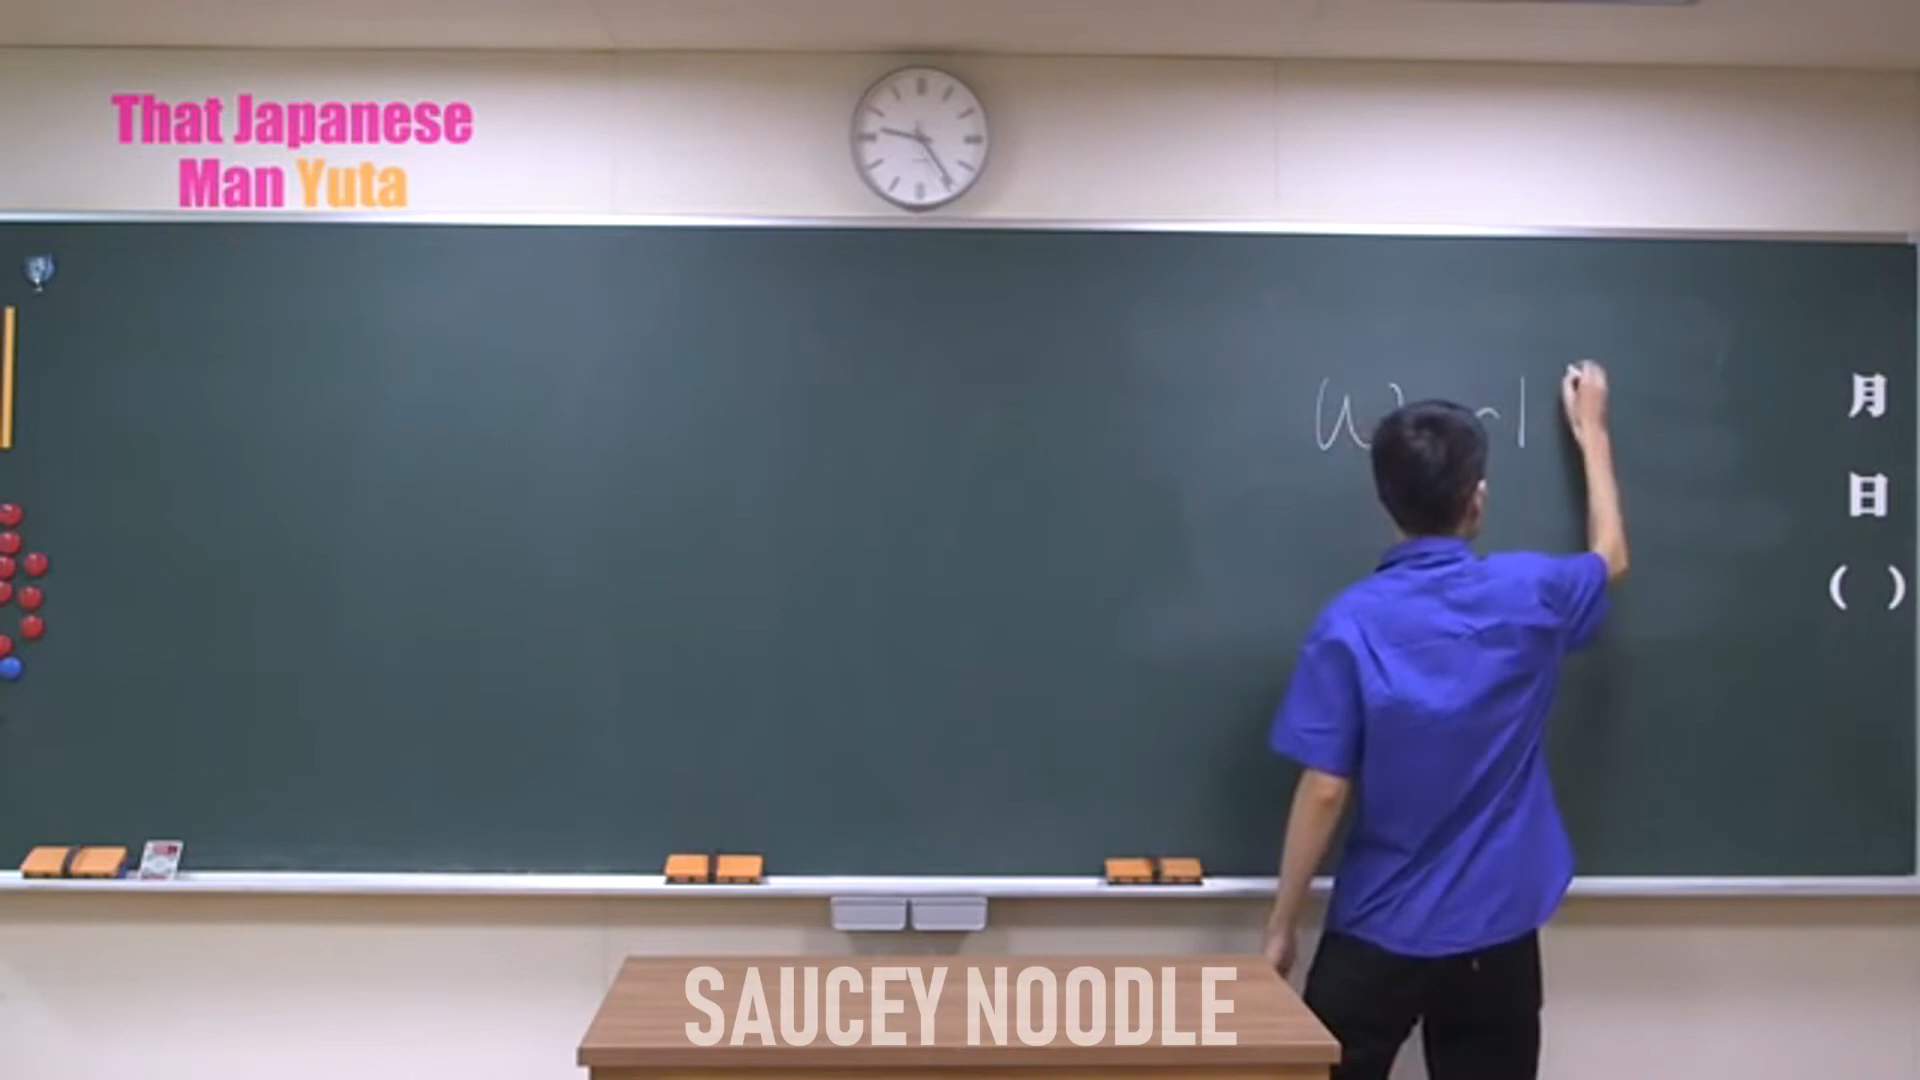 That Japanese
Man Yuta
月
日
( )
SAUCEY NOODLE